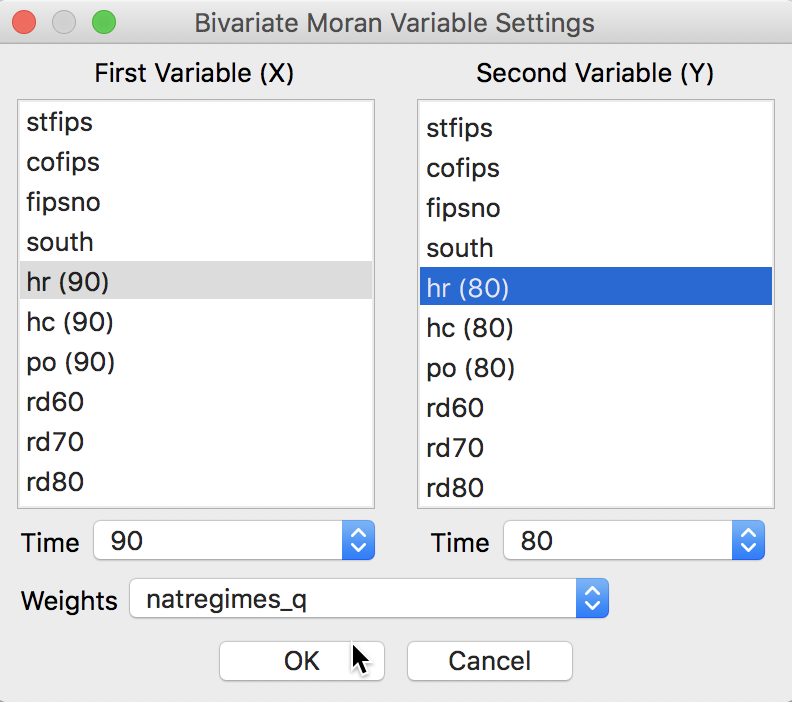 Bivariate Moran Variable Settings
First Variable (X)
stfips
cofips
fipsno
south
hr (90)
hc (90)
po (90)
rd60
rd70
rd80
Time 90
Second Variable (Y)
stfips
cofips
fipsno
south
hr (80)
hc (80)
po (80)
rd60
rd70
rd80
Time 80
Weights natregimes_q
OK Cancel